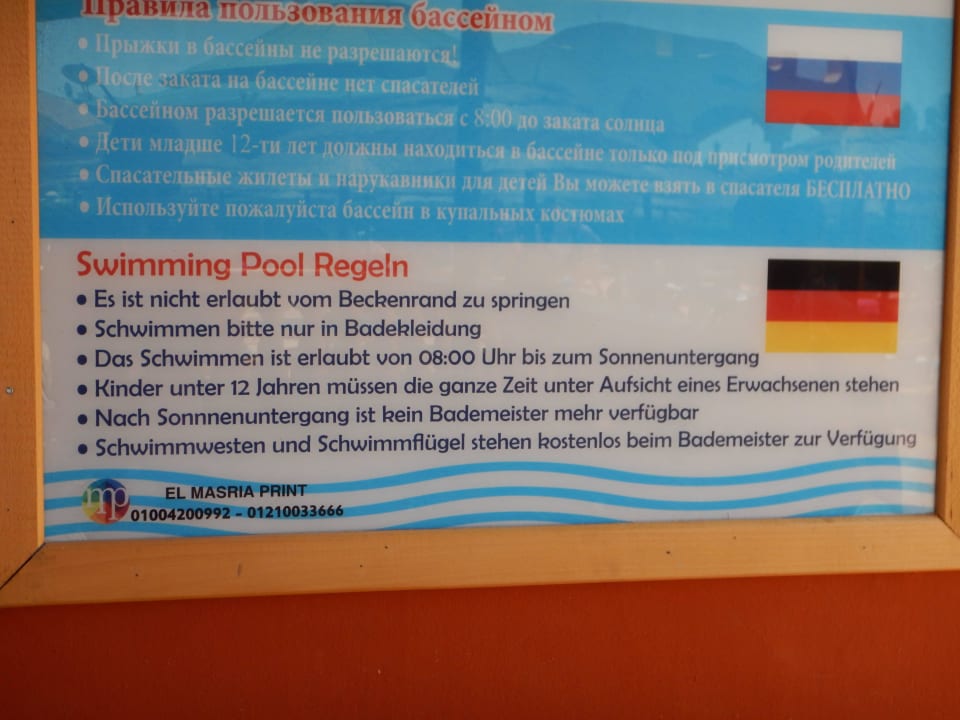 Правила пользования бассейном
• Прыжки в бассейны не разрешаются!
• После заката на бассейне нет спасателей
• Бассейном разрешается пользоваться с 8:00 до заката солнца
• Дети младше 12-ти лет должны находиться в бассейне только под присмотром родителей
• Спасательные жилеты и нарукавники для детей Вы можете взять в спасателя БЕСПЛАТНО
• Используйте пожалуйста бассейн в купальных костюмах
Swimming Pool Regeln
• Es ist nicht erlaubt vom Beckenrand zu springen
• Schwimmen bitte nur in Badekleidung
• Das Schwimmen ist erlaubt von 08:00 Uhr bis zum Sonnenuntergang
• Kinder unter 12 Jahren müssen die ganze Zeit unter Aufsicht eines Erwachsenen stehen
• Nach Sonnnenuntergang ist kein Bademeister mehr verfügbar
• Schwimmwesten und Schwimmflügel stehen kostenlos beim Bademeister zur Verfügung
mp
EL MASRIA PRINT
01004200992 - 01210033666